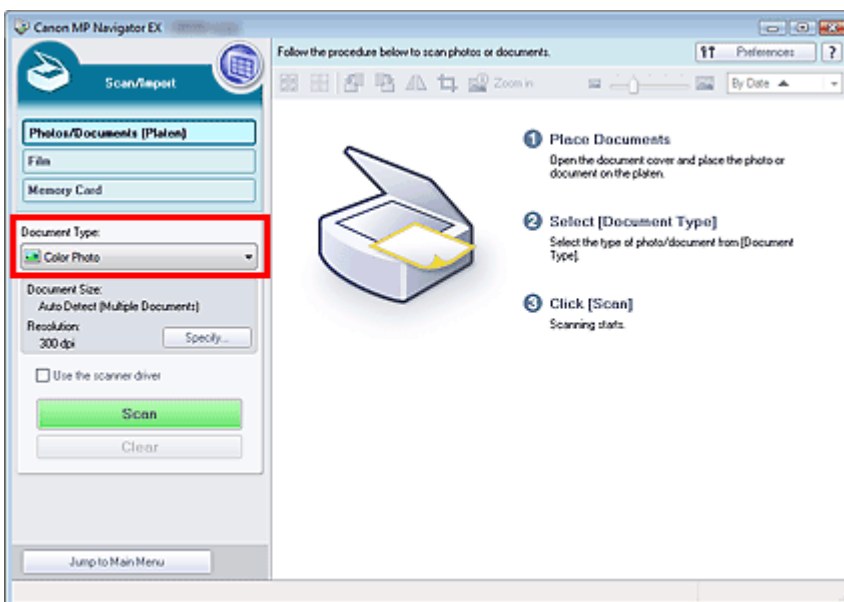 Canon MP Navigator EX
Scan/Import
Photos/Documents (Platen)
Film
Memory Card
Document Type:
Color Photo
Document Size:
Auto Detect (Multiple Documents)
Resolution:
300 dpi
Specify...
Use the scanner driver
Scan
Clear
Jump to Main Menu
Follow the procedure below to scan photos or documents.
Preferences
?
Zoom in
By Date
1 Place Documents
Open the document cover and place the photo or
document on the platen.
2 Select [Document Type]
Select the type of photo/document from [Document
Type].
3 Click [Scan]
Scanning starts.